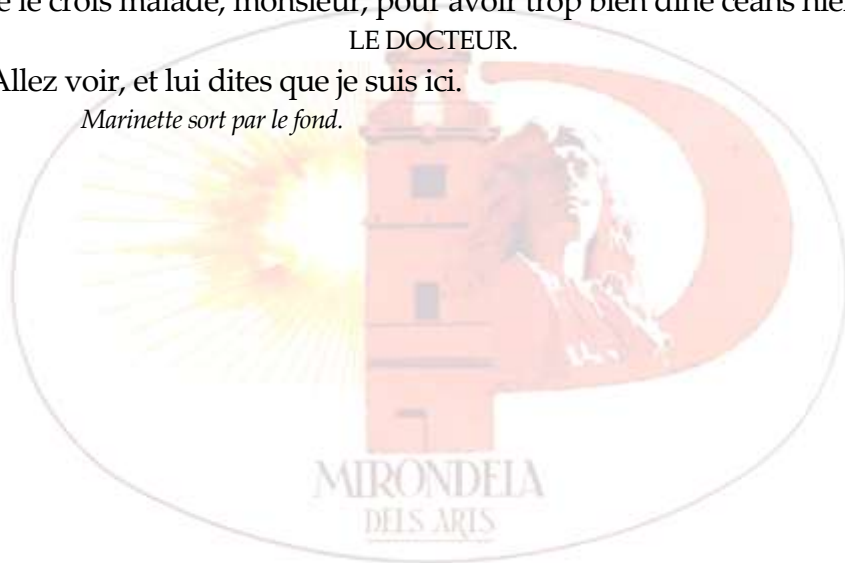 le crois malade, monsieur, pour avoir trop bien dîné céans hier
LE DOCTEUR.
Allez voir, et lui dites que je suis ici.
Marinette sort par le fond.
MIRONDELA
DELS ARTS